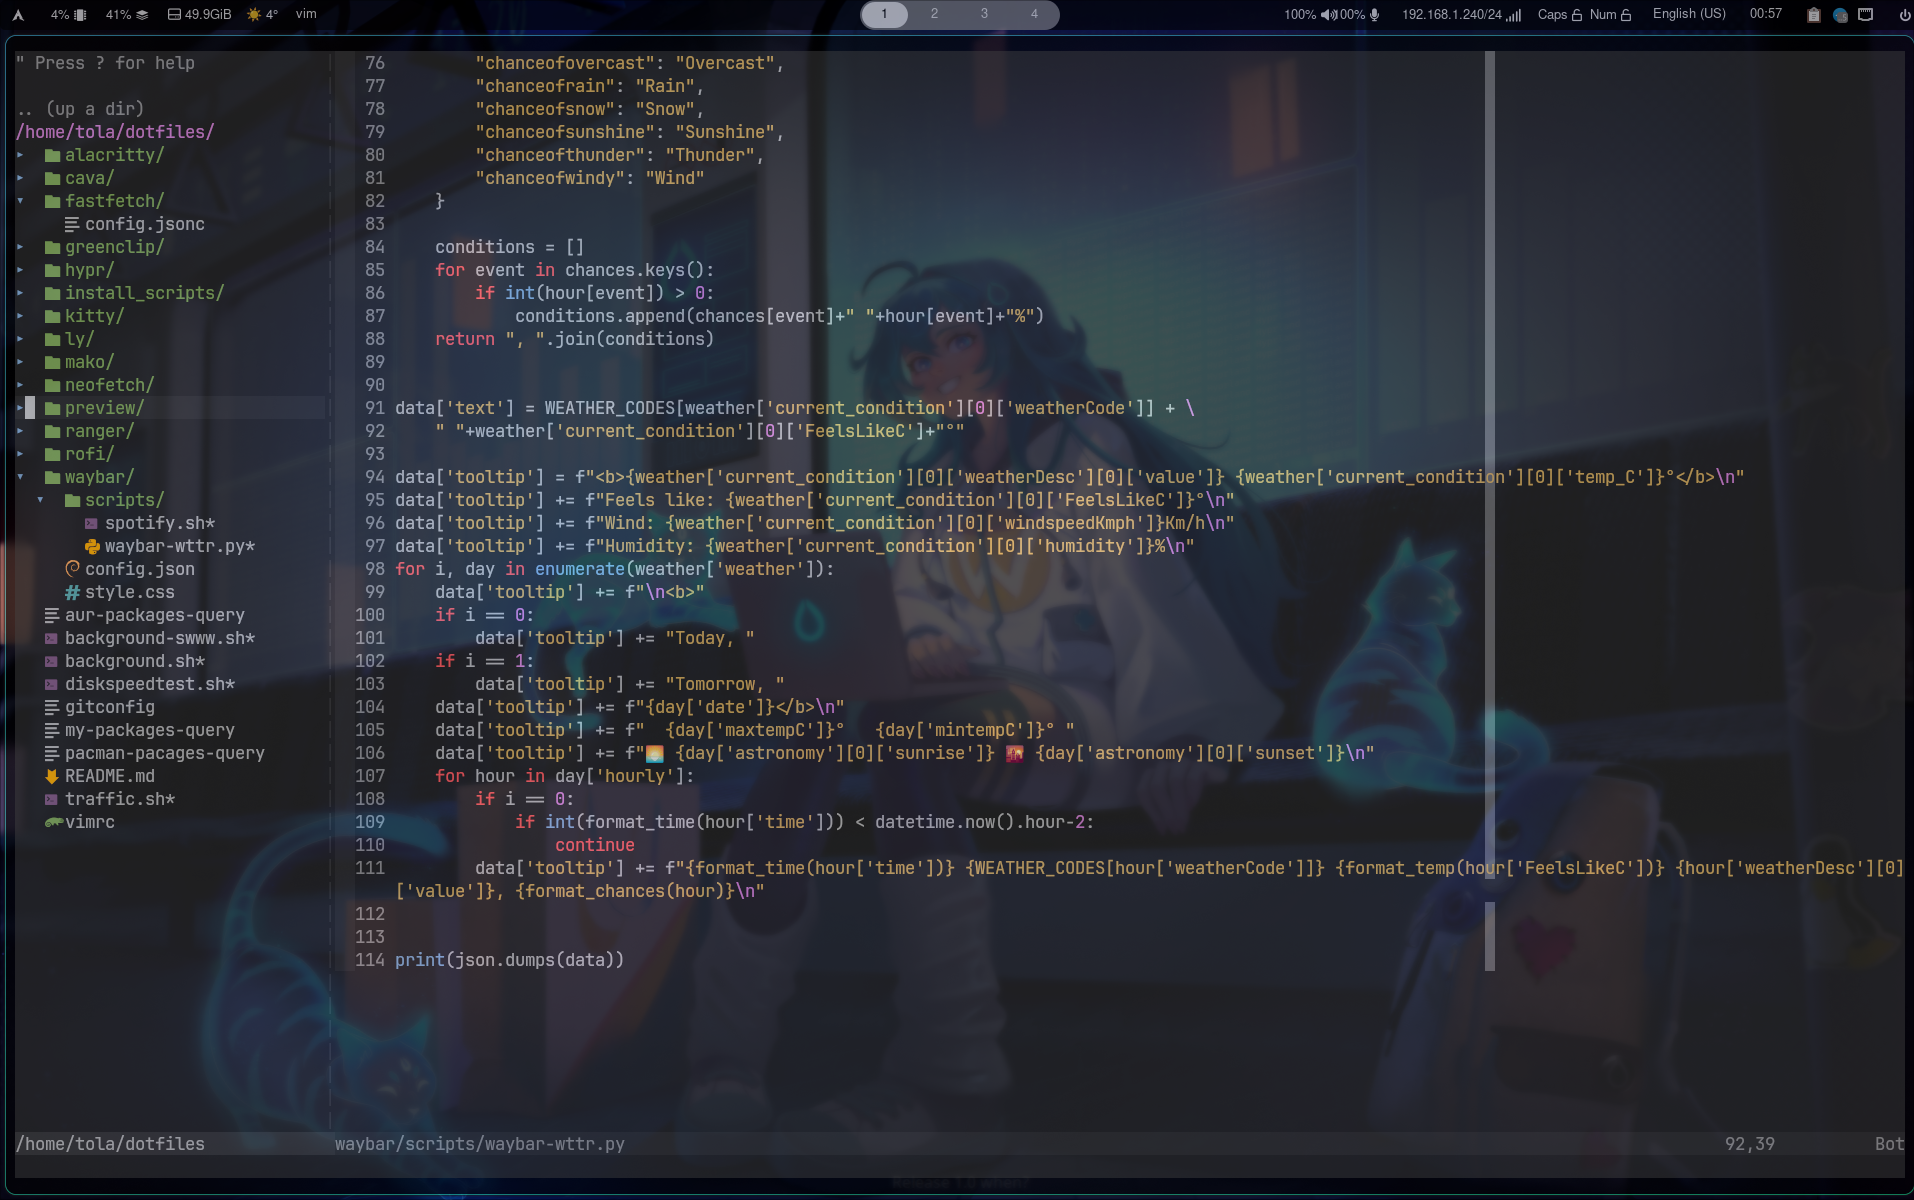 4% 41% 49.9GiB 4° vim 1 2 3 4 100% 100% 192.168.1.240/24 Caps Num English (US) 00:57
" Press ? for help
.. (up a dir)
/home/tola/dotfiles/
▸ alacritty/
▸ cava/
▾ fastfetch/
config.jsonc
▸ greenclip/
▸ hypr/
▸ install_scripts/
▸ kitty/
▸ ly/
▸ mako/
▸ neofetch/
▸ preview/
▸ ranger/
▸ rofi/
▾ waybar/
▾ scripts/
spotify.sh*
waybar-wttr.py*
config.json
style.css
aur-packages-query
background-swww.sh*
background.sh*
diskspeedtest.sh*
gitconfig
my-packages-query
pacman-pacages-query
README.md
traffic.sh*
vimrc
76         "chanceofovercast": "Overcast",
77         "chanceofrain": "Rain",
78         "chanceofsnow": "Snow",
79         "chanceofsunshine": "Sunshine",
80         "chanceofthunder": "Thunder",
81         "chanceofwindy": "Wind"
82     }
83
84     conditions = []
85     for event in chances.keys():
86         if int(hour[event]) > 0:
87             conditions.append(chances[event]+" "+hour[event]+"%")
88     return ", ".join(conditions)
89
90
91 data['text'] = WEATHER_CODES[weather['current_condition'][0]['weatherCode']] + \
92     " "+weather['current_condition'][0]['FeelsLikeC']+"°"
93
94 data['tooltip'] = f"<b>{weather['current_condition'][0]['weatherDesc'][0]['value']} {weather['current_condition'][0]['temp_C']}°</b>\n"
95 data['tooltip'] += f"Feels like: {weather['current_condition'][0]['FeelsLikeC']}°\n"
96 data['tooltip'] += f"Wind: {weather['current_condition'][0]['windspeedKmph']}Km/h\n"
97 data['tooltip'] += f"Humidity: {weather['current_condition'][0]['humidity']}%\n"
98 for i, day in enumerate(weather['weather']):
99     data['tooltip'] += f"\n<b>"
100     if i == 0:
101         data['tooltip'] += "Today, "
102     if i == 1:
103         data['tooltip'] += "Tomorrow, "
104     data['tooltip'] += f"{day['date']}</b>\n"
105     data['tooltip'] += f"  {day['maxtempC']}°   {day['mintempC']}° "
106     data['tooltip'] += f"🌅 {day['astronomy'][0]['sunrise']} 🌇 {day['astronomy'][0]['sunset']}\n"
107     for hour in day['hourly']:
108         if i == 0:
109             if int(format_time(hour['time'])) < datetime.now().hour-2:
110                 continue
111         data['tooltip'] += f"{format_time(hour['time'])} {WEATHER_CODES[hour['weatherCode']]} {format_temp(hour['FeelsLikeC'])} {hour['weatherDesc'][0]
['value']}, {format_chances(hour)}\n"
112
113
114 print(json.dumps(data))
/home/tola/dotfiles waybar/scripts/waybar-wttr.py 92,39 Bot
Release 1.0 when?